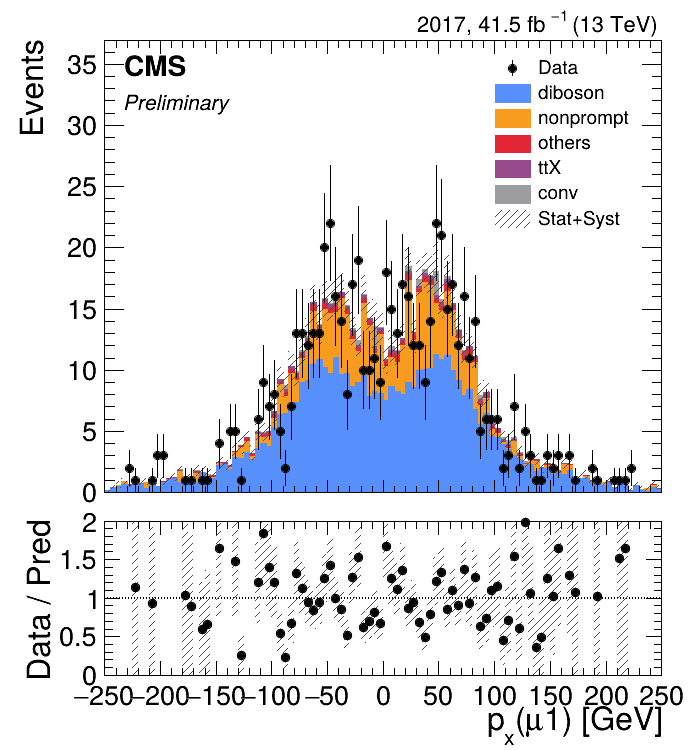 2017, 41.5 fb⁻¹ (13 TeV)
CMS
Preliminary
Events
35
30
25
20
15
10
5
0
Data
diboson
nonprompt
others
ttX
conv
Stat+Syst
Data / Pred
2
1.5
1
0.5
0
−250 −200 −150 −100 −50 0 50 100 150 200 250
pₓ(μ1) [GeV]